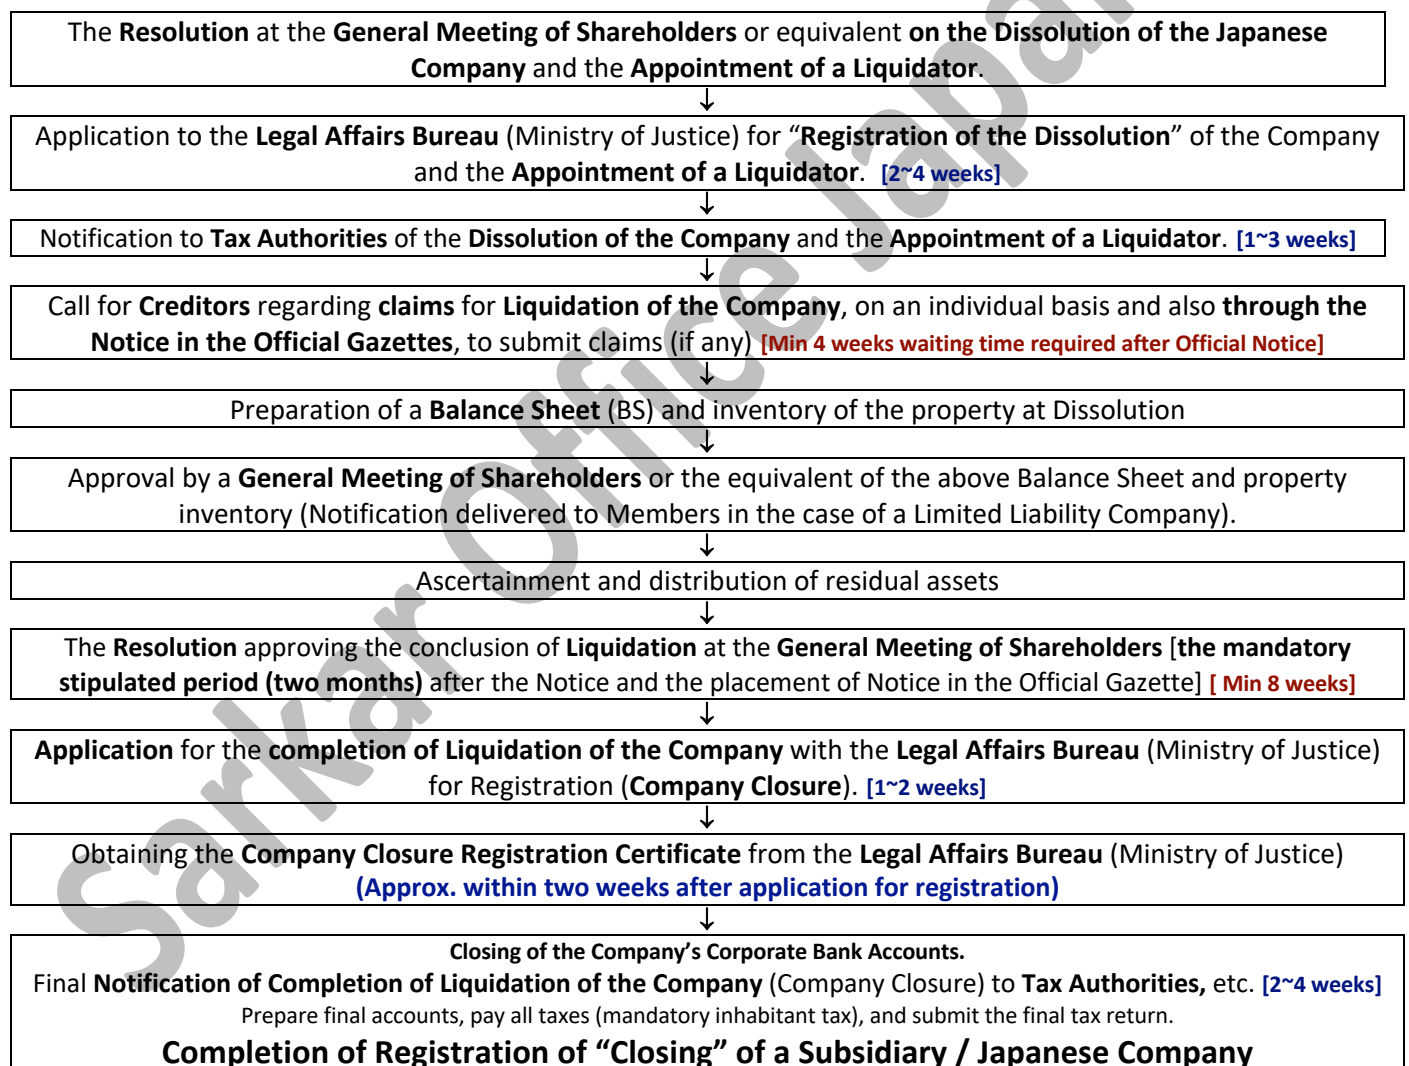 The Resolution at the General Meeting of Shareholders or equivalent on the Dissolution of the Japanese
Company and the Appointment of a Liquidator.
↓
Application to the Legal Affairs Bureau (Ministry of Justice) for “Registration of the Dissolution” of the Company
and the Appointment of a Liquidator. [2~4 weeks]
↓
Notification to Tax Authorities of the Dissolution of the Company and the Appointment of a Liquidator. [1~3 weeks]
↓
Call for Creditors regarding claims for Liquidation of the Company, on an individual basis and also through the
Notice in the Official Gazettes, to submit claims (if any) [Min 4 weeks waiting time required after Official Notice]
↓
Preparation of a Balance Sheet (BS) and inventory of the property at Dissolution
↓
Approval by a General Meeting of Shareholders or the equivalent of the above Balance Sheet and property
inventory (Notification delivered to Members in the case of a Limited Liability Company).
↓
Ascertainment and distribution of residual assets
↓
The Resolution approving the conclusion of Liquidation at the General Meeting of Shareholders [the mandatory
stipulated period (two months) after the Notice and the placement of Notice in the Official Gazette] [ Min 8 weeks]
↓
Application for the completion of Liquidation of the Company with the Legal Affairs Bureau (Ministry of Justice)
for Registration (Company Closure). [1~2 weeks]
↓
Obtaining the Company Closure Registration Certificate from the Legal Affairs Bureau (Ministry of Justice)
(Approx. within two weeks after application for registration)
↓
Closing of the Company’s Corporate Bank Accounts.
Final Notification of Completion of Liquidation of the Company (Company Closure) to Tax Authorities, etc. [2~4 weeks]
Prepare final accounts, pay all taxes (mandatory inhabitant tax), and submit the final tax return.
Completion of Registration of “Closing” of a Subsidiary / Japanese Company
Sarkar Office Japan